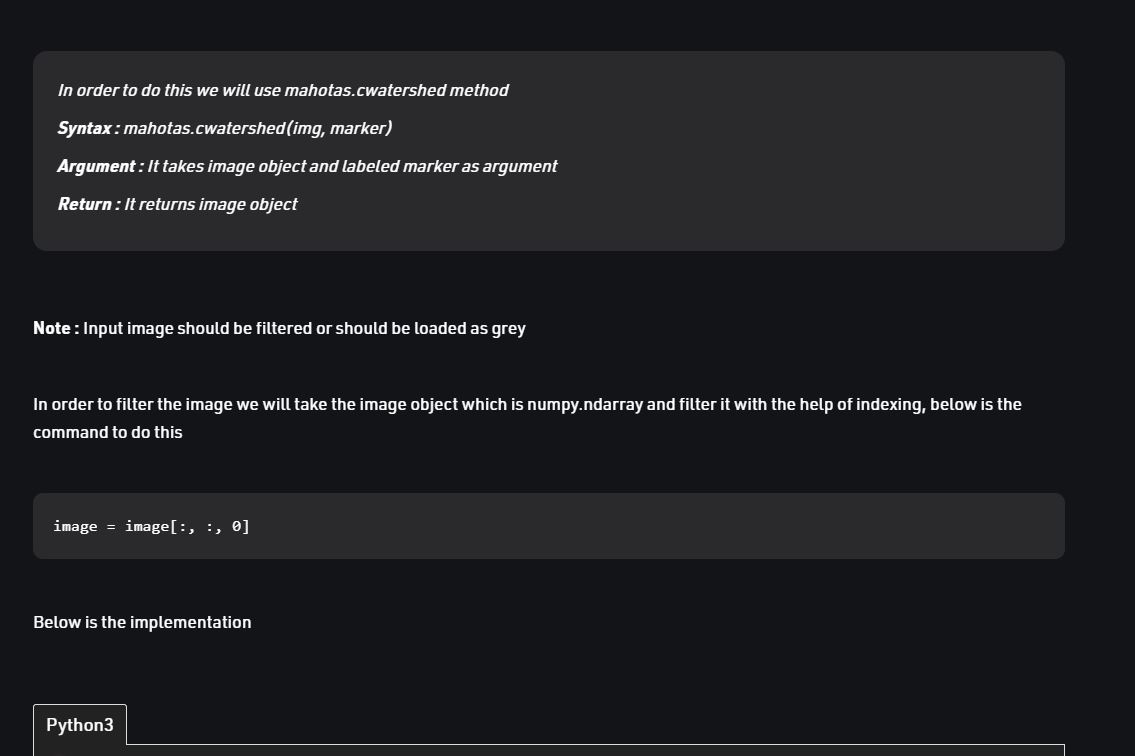 In order to do this we will use mahotas.cwatershed method
Syntax : mahotas.cwatershed(img, marker)
Argument : It takes image object and labeled marker as argument
Return : It returns image object
Note : Input image should be filtered or should be loaded as grey
In order to filter the image we will take the image object which is numpy.ndarray and filter it with the help of indexing, below is the
command to do this
image = image[:, :, 0]
Below is the implementation
Python3